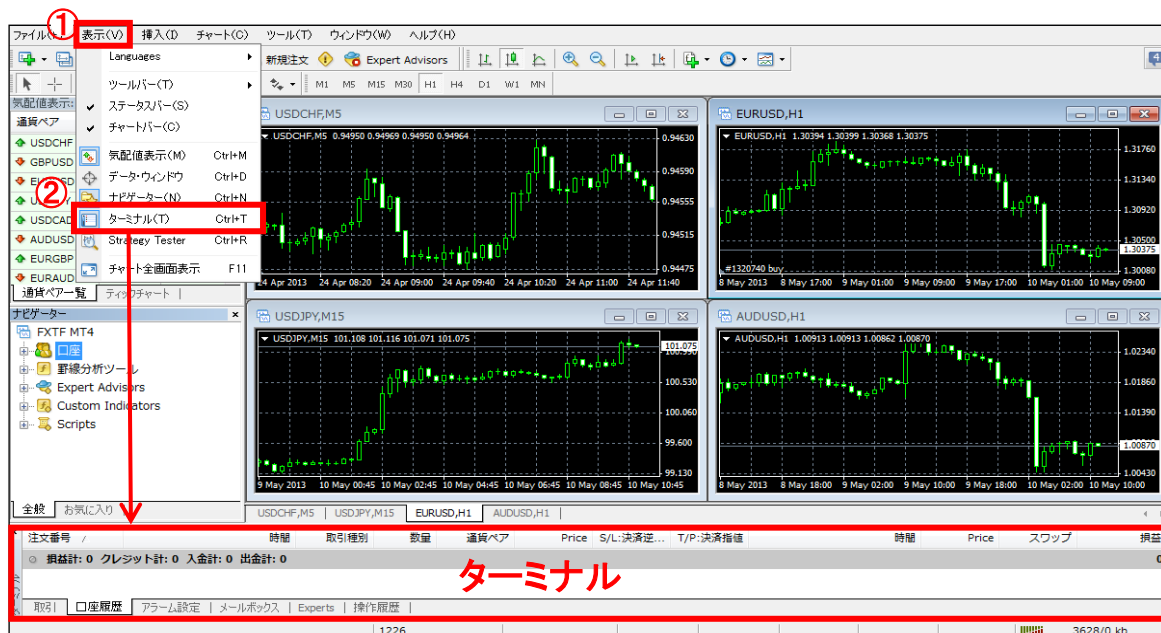 ①
ファイル(F) 表示(V) 挿入(I) チャート(C) ツール(T) ウィンドウ(W) ヘルプ(H)
新規注文 Expert Advisors
M1 M5 M15 M30 H1 H4 D1 W1 MN
Languages
ツールバー(T)
ステータスバー(S)
チャートバー(C)
気配値表示(M) Ctrl+M
データ・ウィンドウ Ctrl+D
ナビゲーター(N) Ctrl+N
②
ターミナル(T) Ctrl+T
Strategy Tester Ctrl+R
チャート全画面表示 F11
気配値表示:
通貨ペア
USDCHF
GBPUSD
USDCAD
AUDUSD
EURGBP
EURAUD
通貨ペア一覧 ティックチャート
USDCHF,M5
USDCHF,M5 0.94950 0.94969 0.94950 0.94964
0.94630
0.94590
0.94555
0.94515
0.94475
24 Apr 2013 24 Apr 08:20 24 Apr 09:00 24 Apr 09:40 24 Apr 10:20 24 Apr 11:00 24 Apr 11:40
EURUSD,H1
EURUSD,H1 1.30394 1.30399 1.30368 1.30375
1.31760
1.31340
1.30920
1.30500
1.30375
1.30080
#1320740 buy
8 May 2013 8 May 17:00 9 May 01:00 9 May 09:00 9 May 17:00 10 May 01:00 10 May 09:00
ナビゲーター
FXTF MT4
口座
罫線分析ツール
Expert Advisors
Custom Indicators
Scripts
全般 お気に入り
USDJPY,M15
USDJPY,M15 101.108 101.116 101.071 101.075
101.075
100.990
100.530
100.060
99.600
99.130
9 May 2013 10 May 00:45 10 May 02:45 10 May 04:45 10 May 06:45 10 May 08:45 10 May 10:45
AUDUSD,H1
AUDUSD,H1 1.00913 1.00913 1.00862 1.00870
1.02340
1.01860
1.01390
1.00870
1.00430
8 May 2013 8 May 18:00 9 May 02:00 9 May 10:00 9 May 18:00 10 May 02:00 10 May 10:00
USDCHF,M5 USDJPY,M15 EURUSD,H1 AUDUSD,H1
注文番号 時間 取引種別 数量 通貨ペア Price S/L:決済逆... T/P:決済指値 時間 Price スワップ 損益
損益計: 0 クレジット計: 0 入金計: 0 出金計: 0
ターミナル
取引 口座履歴 アラーム設定 メールボックス Experts 操作履歴
1226 3628/0 kb